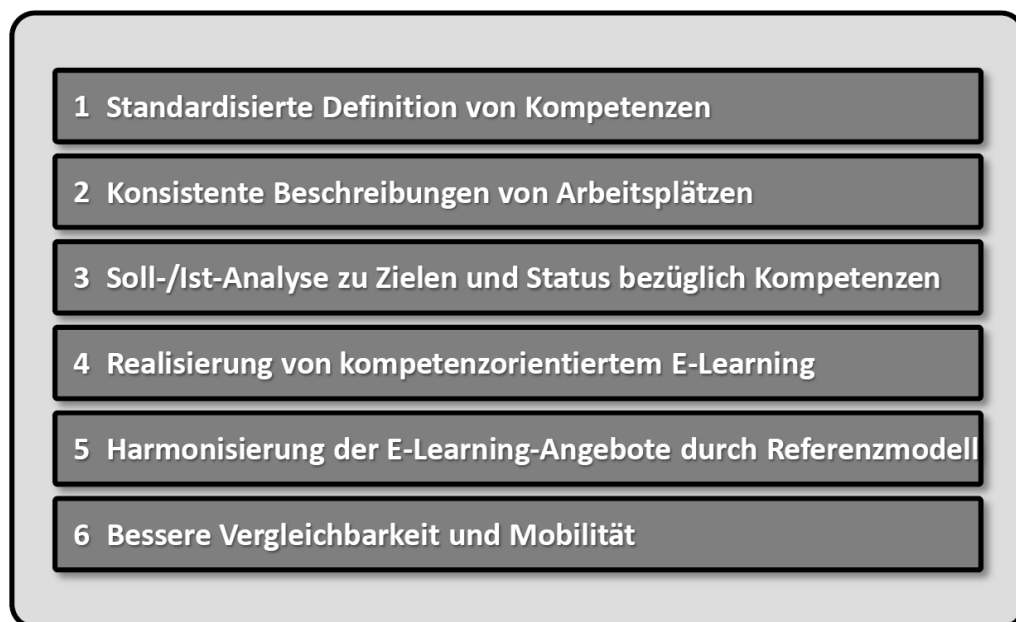 1 Standardisierte Definition von Kompetenzen
2 Konsistente Beschreibungen von Arbeitsplätzen
3 Soll-/Ist-Analyse zu Zielen und Status bezüglich Kompetenzen
4 Realisierung von kompetenzorientiertem E-Learning
5 Harmonisierung der E-Learning-Angebote durch Referenzmodell
6 Bessere Vergleichbarkeit und Mobilität